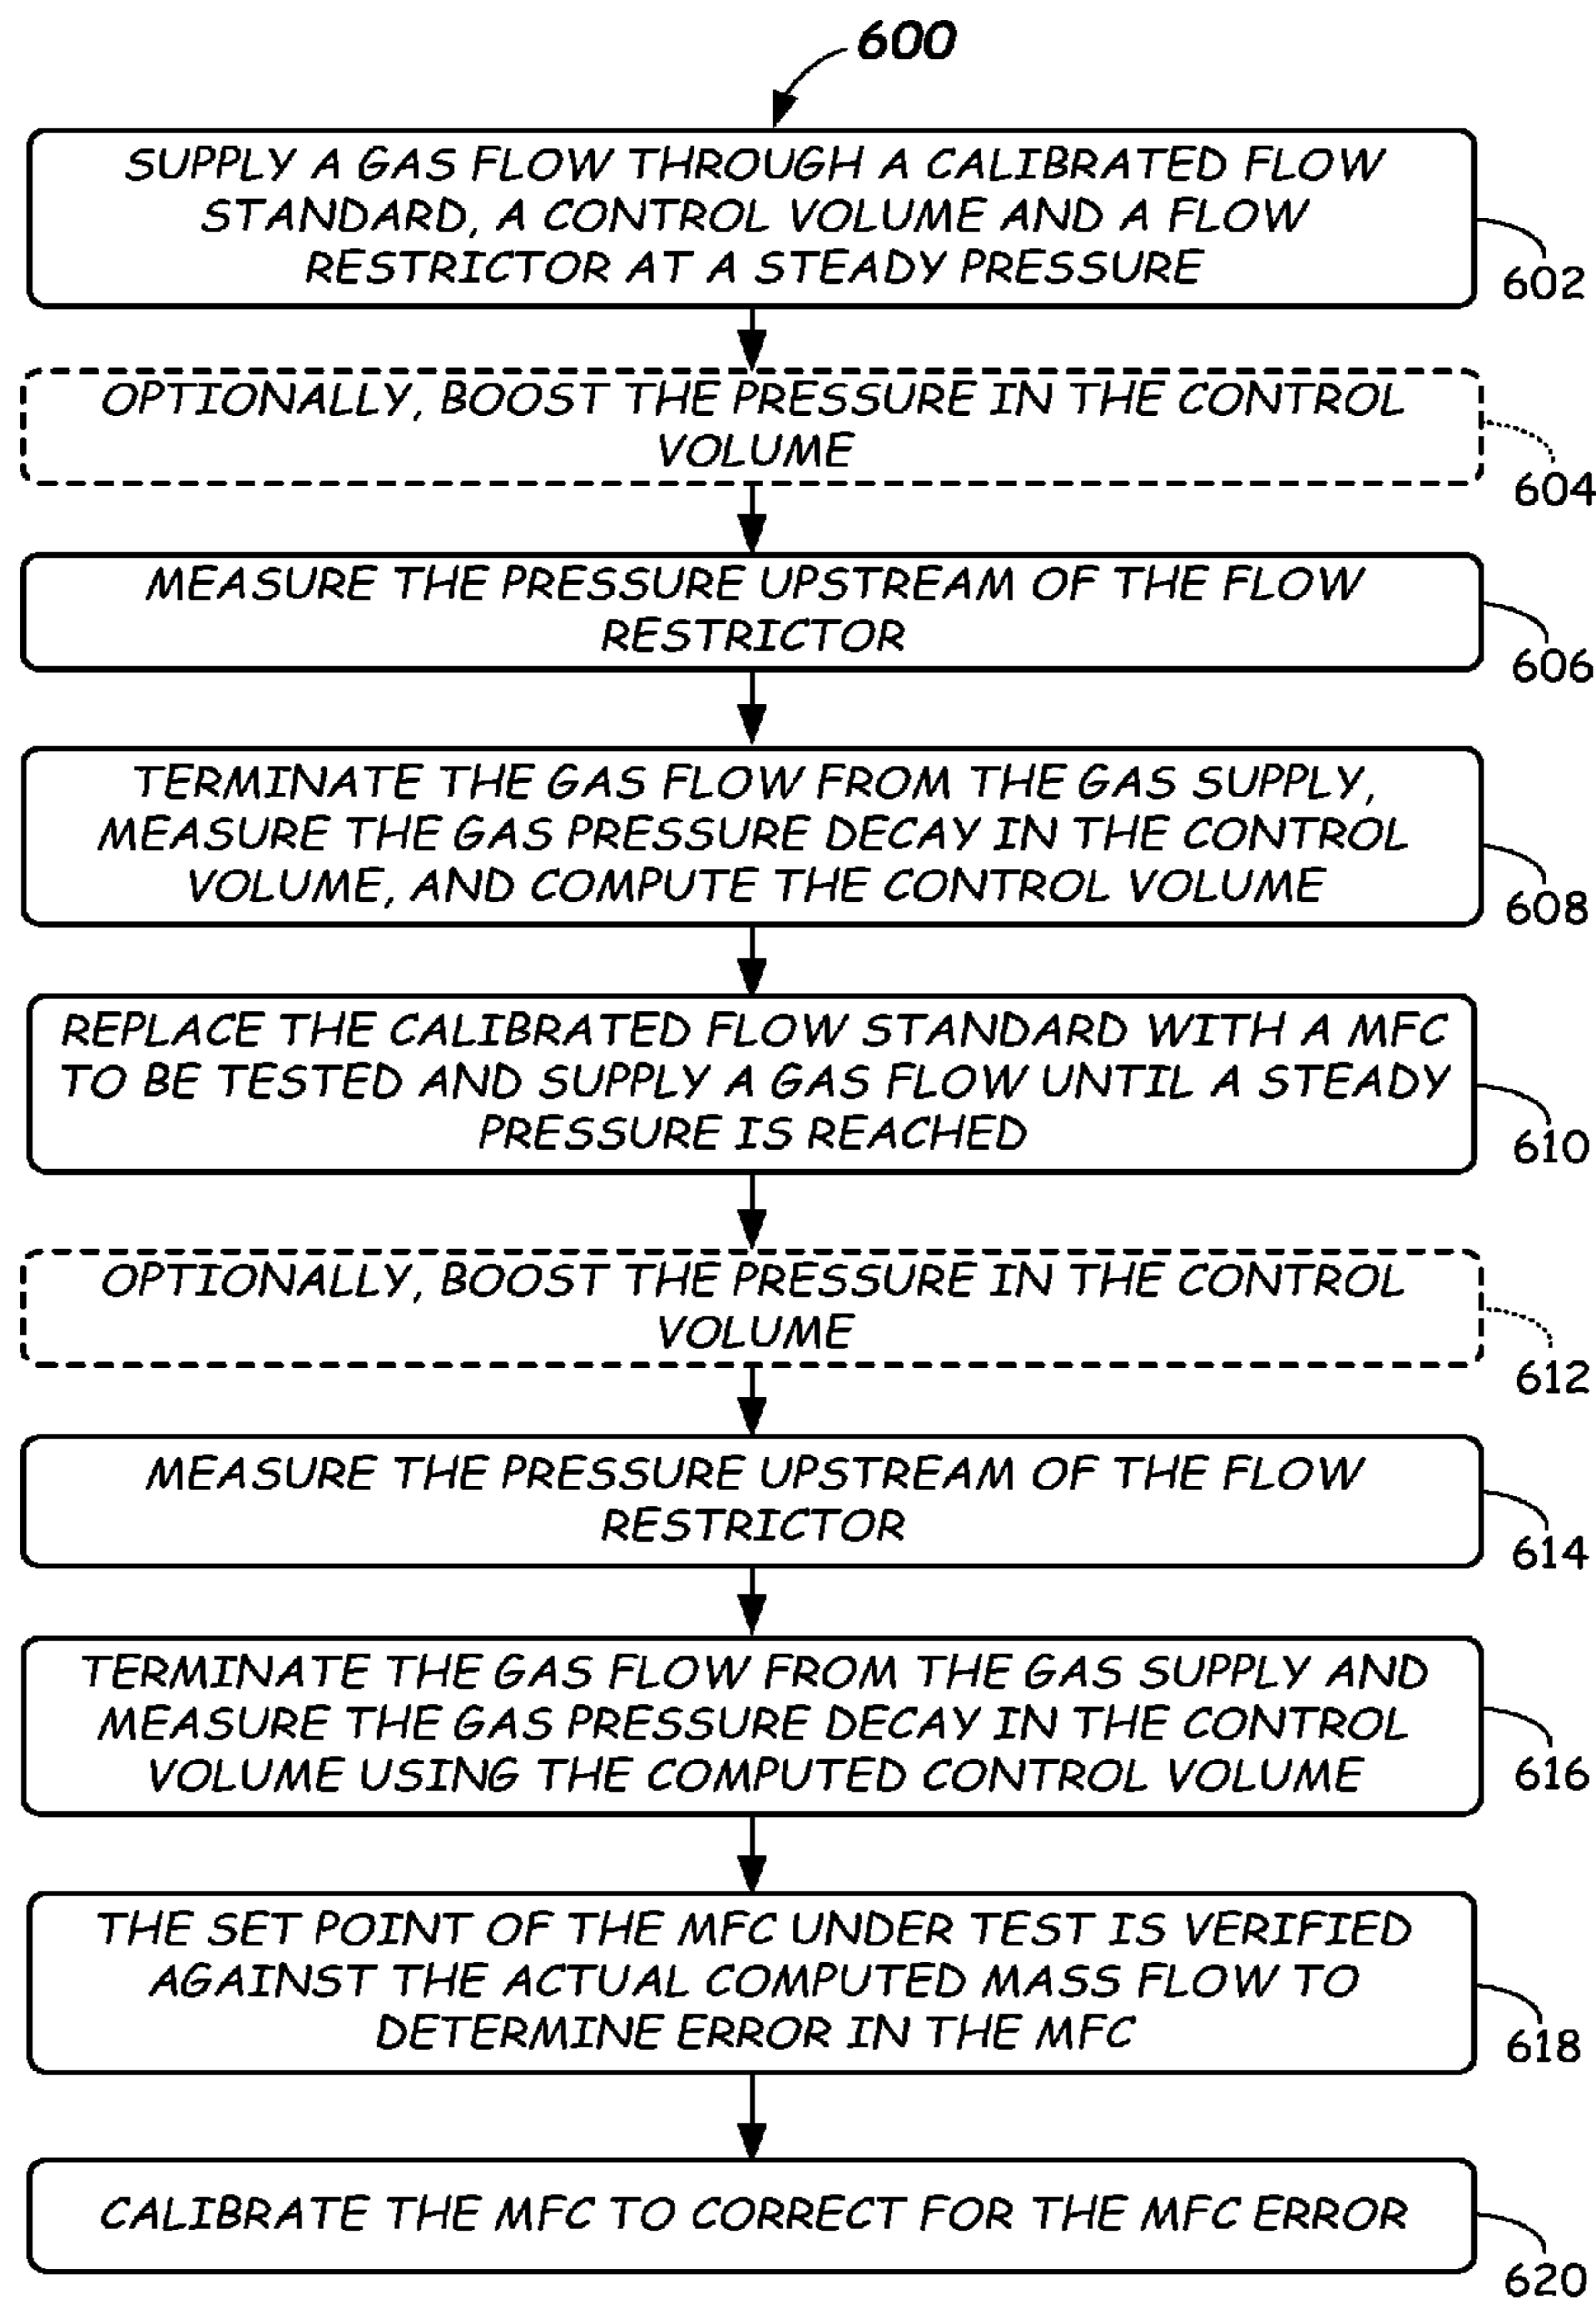 600
SUPPLY A GAS FLOW THROUGH A CALIBRATED FLOW
STANDARD, A CONTROL VOLUME AND A FLOW
RESTRICTOR AT A STEADY PRESSURE
602
OPTIONALLY, BOOST THE PRESSURE IN THE CONTROL
VOLUME
604
MEASURE THE PRESSURE UPSTREAM OF THE FLOW
RESTRICTOR
606
TERMINATE THE GAS FLOW FROM THE GAS SUPPLY,
MEASURE THE GAS PRESSURE DECAY IN THE CONTROL
VOLUME, AND COMPUTE THE CONTROL VOLUME
608
REPLACE THE CALIBRATED FLOW STANDARD WITH A MFC
TO BE TESTED AND SUPPLY A GAS FLOW UNTIL A STEADY
PRESSURE IS REACHED
610
OPTIONALLY, BOOST THE PRESSURE IN THE CONTROL
VOLUME
612
MEASURE THE PRESSURE UPSTREAM OF THE FLOW
RESTRICTOR
614
TERMINATE THE GAS FLOW FROM THE GAS SUPPLY AND
MEASURE THE GAS PRESSURE DECAY IN THE CONTROL
VOLUME USING THE COMPUTED CONTROL VOLUME
616
THE SET POINT OF THE MFC UNDER TEST IS VERIFIED
AGAINST THE ACTUAL COMPUTED MASS FLOW TO
DETERMINE ERROR IN THE MFC
618
CALIBRATE THE MFC TO CORRECT FOR THE MFC ERROR
620